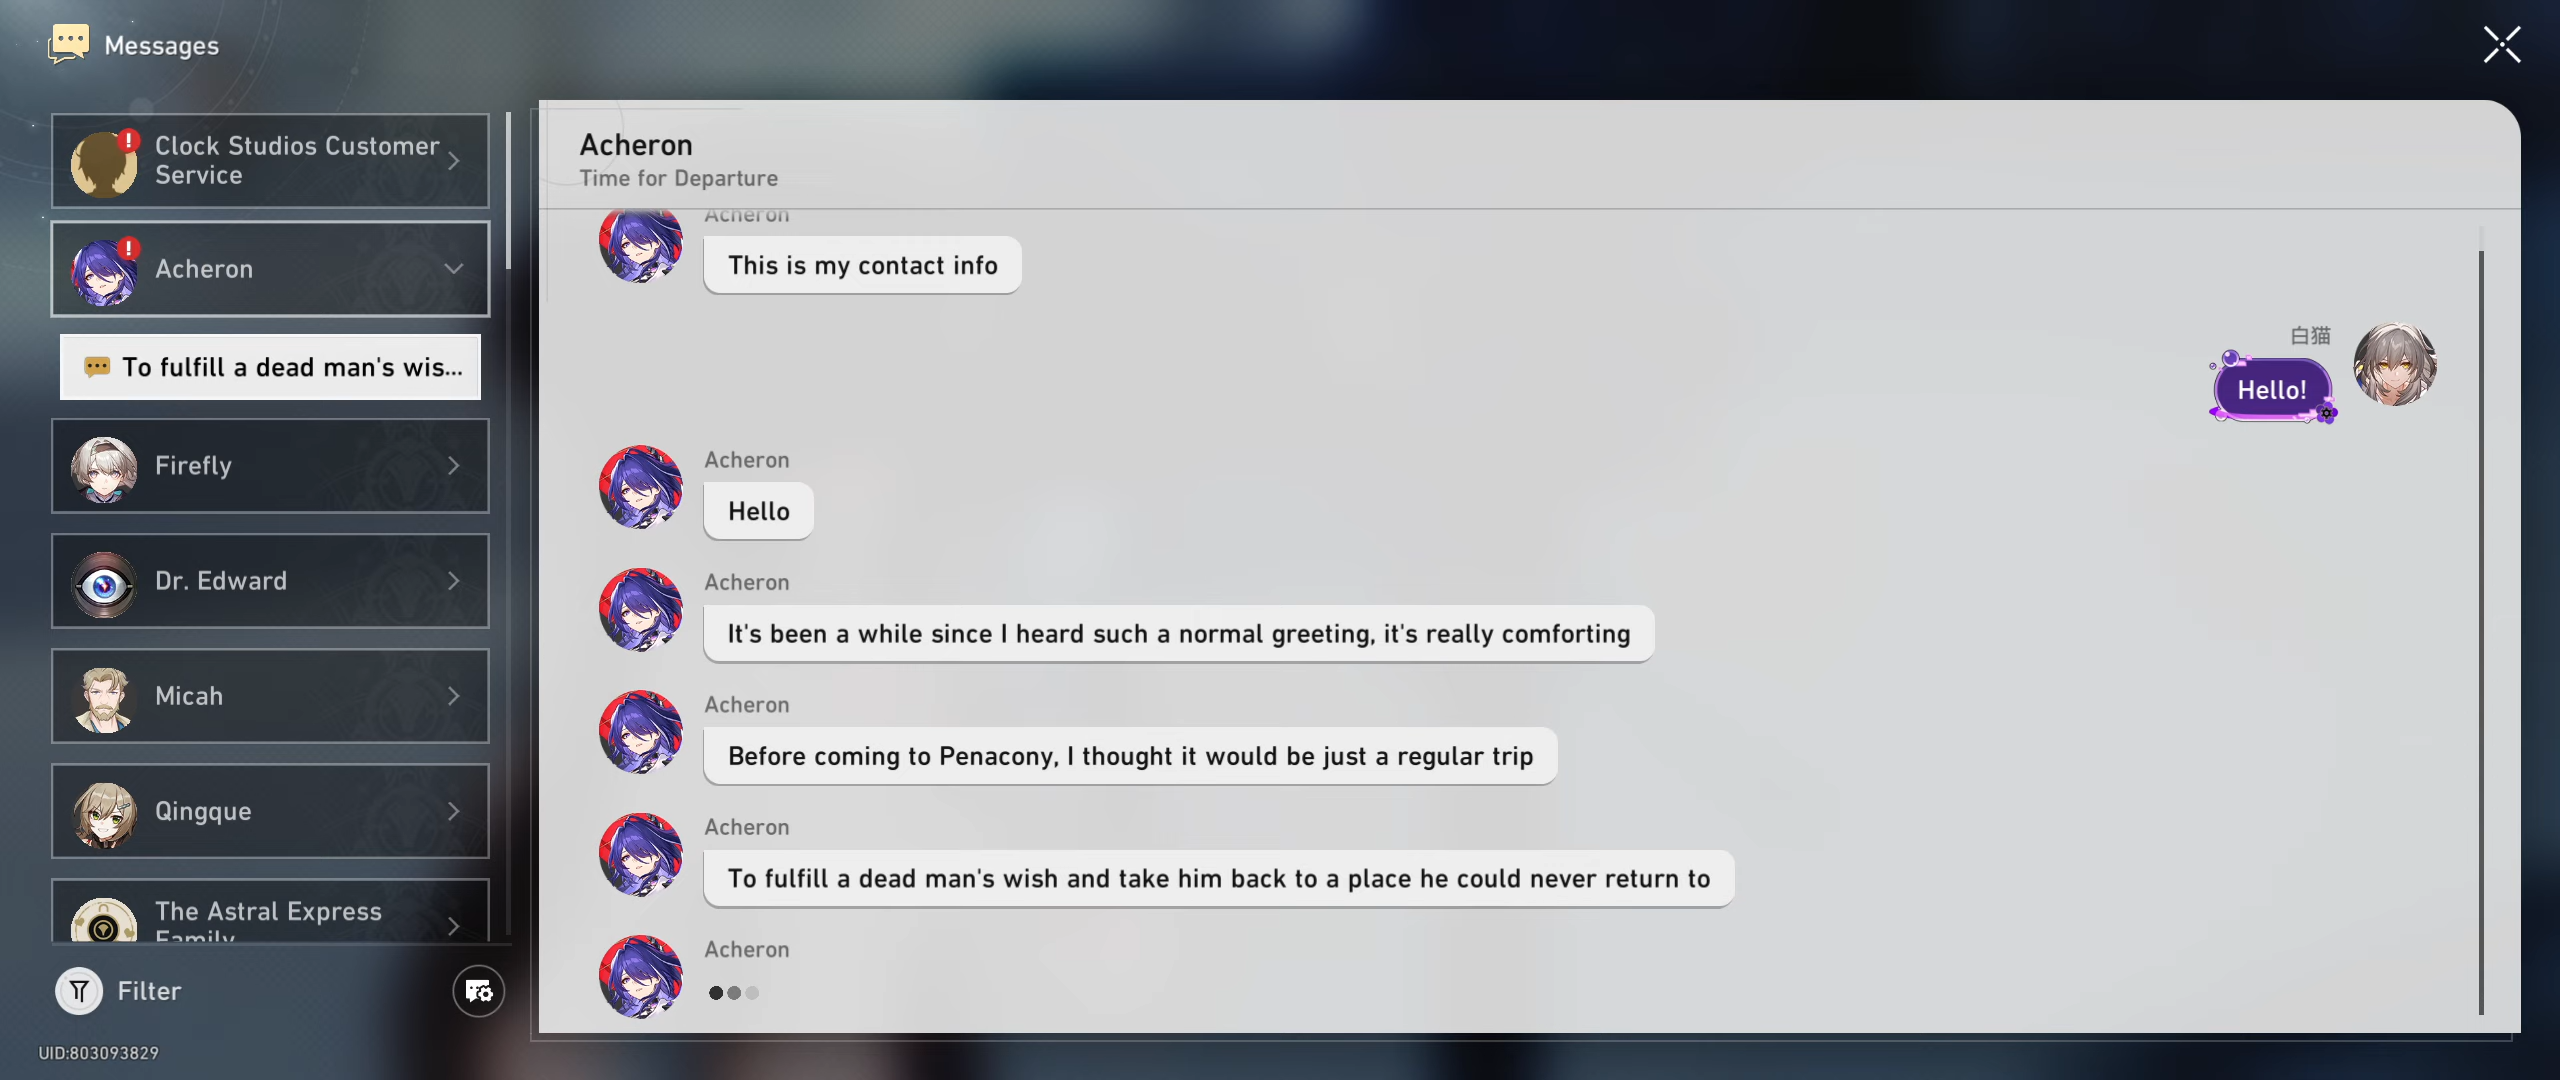 Messages
Clock Studios Customer
Service
Acheron
To fulfill a dead man's wis...
Firefly
Dr. Edward
Micah
Qingque
The Astral Express
Family
Filter
UID:803093829
Acheron
Time for Departure
Acheron
This is my contact info
白猫
Hello!
Acheron
Hello
Acheron
It's been a while since I heard such a normal greeting, it's really comforting
Acheron
Before coming to Penacony, I thought it would be just a regular trip
Acheron
To fulfill a dead man's wish and take him back to a place he could never return to
Acheron